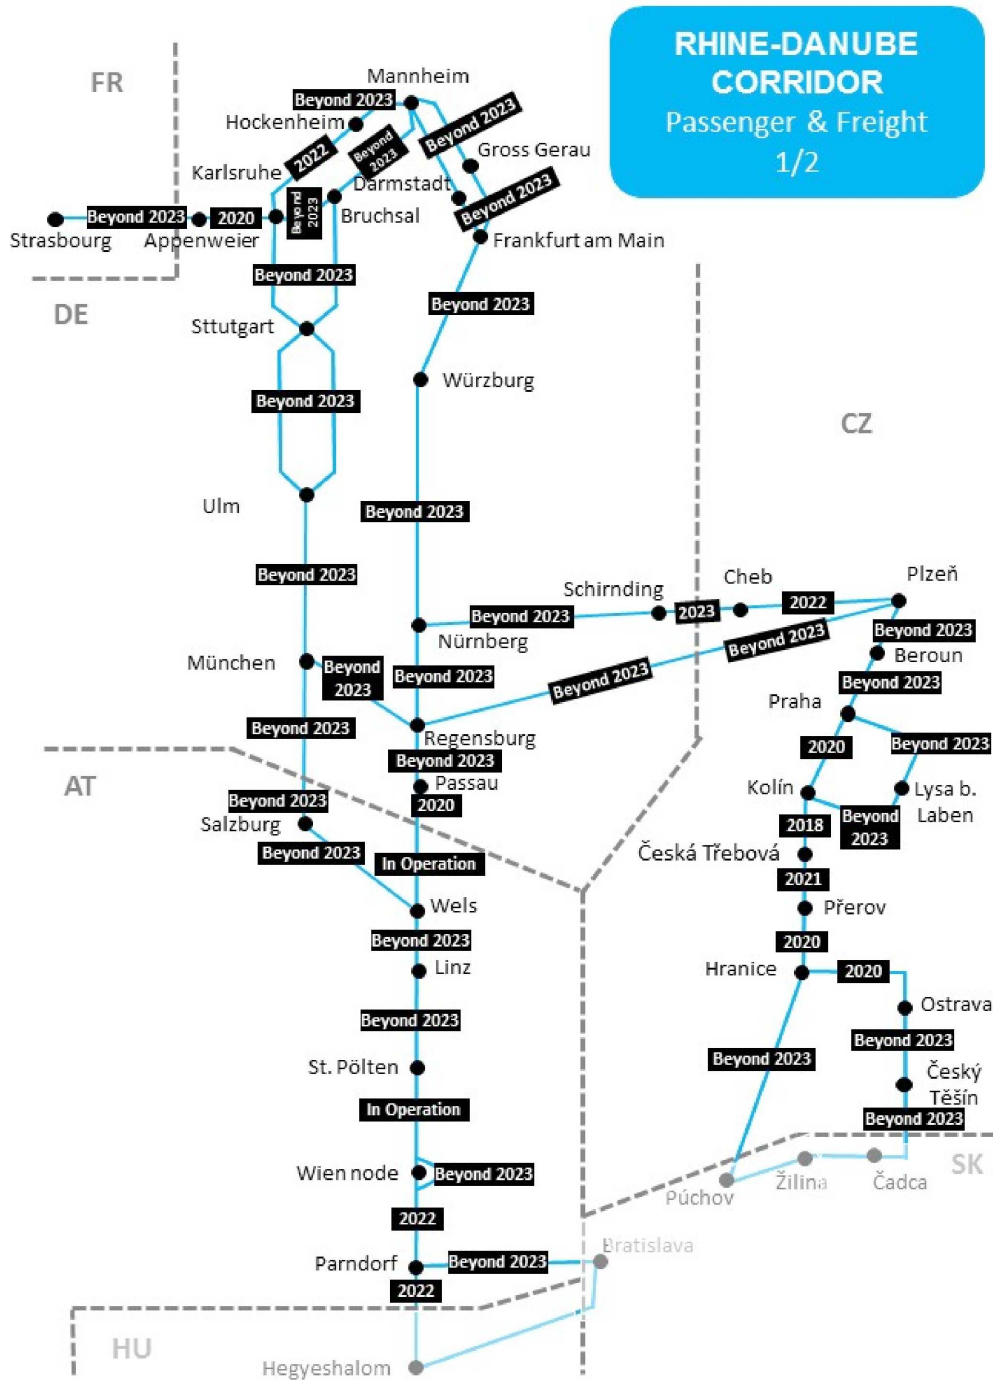 RHINE-DANUBE
CORRIDOR
Passenger & Freight
1/2
FR
Mannheim
Beyond 2023
Hockenheim
Beyond 2023
2022
Beyond
2023
Gross Gerau
Karlsruhe
Darmstadt
Beyond 2023
Bruchsal
Beyond
2023
Beyond 2023
2020
Strasbourg
Appenweier
Frankfurt am Main
Beyond 2023
DE
Beyond 2023
Sttutgart
Würzburg
Beyond 2023
CZ
Ulm
Beyond 2023
Beyond 2023
Schirnding
Cheb
Plzeň
Beyond 2023
2023
2022
Nürnberg
Beyond 2023
Beyond 2023
Beroun
München
Beyond
2023
Beyond 2023
Beyond 2023
Beyond 2023
Praha
Beyond 2023
Regensburg
2020
Beyond 2023
Beyond 2023
AT
Passau
Kolín
Lysa b.
Laben
Beyond 2023
2020
Beyond
2023
Salzburg
2018
Beyond 2023
In Operation
Česká Třebová
2021
Wels
Přerov
Beyond 2023
2020
Linz
Hranice
2020
Ostrava
Beyond 2023
Beyond 2023
Beyond 2023
St. Pölten
Český
Těšín
In Operation
Beyond 2023
Wien node
Beyond 2023
SK
Púchov
Žilina
Čadca
2022
Bratislava
Parndorf
Beyond 2023
2022
HU
Hegyeshalom